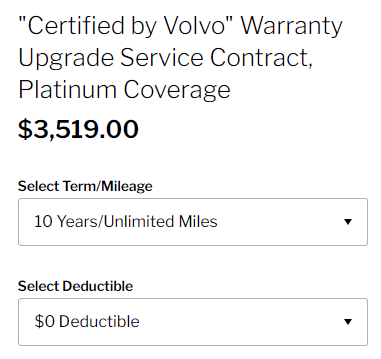 "Certified by Volvo" Warranty
Upgrade Service Contract,
Platinum Coverage
$3,519.00
Select Term/Mileage
10 Years/Unlimited Miles
Select Deductible
$0 Deductible